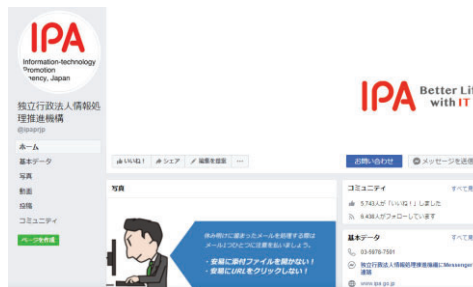 IPA
Information-technology
Promotion
Agency, Japan
独立行政法人情報処
理推進機構
@ipaprjp
ホーム
基本データ
写真
動画
投稿
コミュニティ
ページを作成
IPA Better Lif
with IT
いいね！ シェア 編集を提案 ...
お問い合わせ メッセージを送信
写真
休み明けに溜まったメールを処理する際は
メール1つひとつに注意を払いましょう。
・安易に添付ファイルを開かない！
・安易にURLをクリックしない！
コミュニティ すべて見
5,743人が「いいね！」しました
6,438人がフォローしています
基本データ すべて見
03-5978-7501
独立行政法人情報処理推進機構にMessengerで
連絡
www.ipa.go.jp